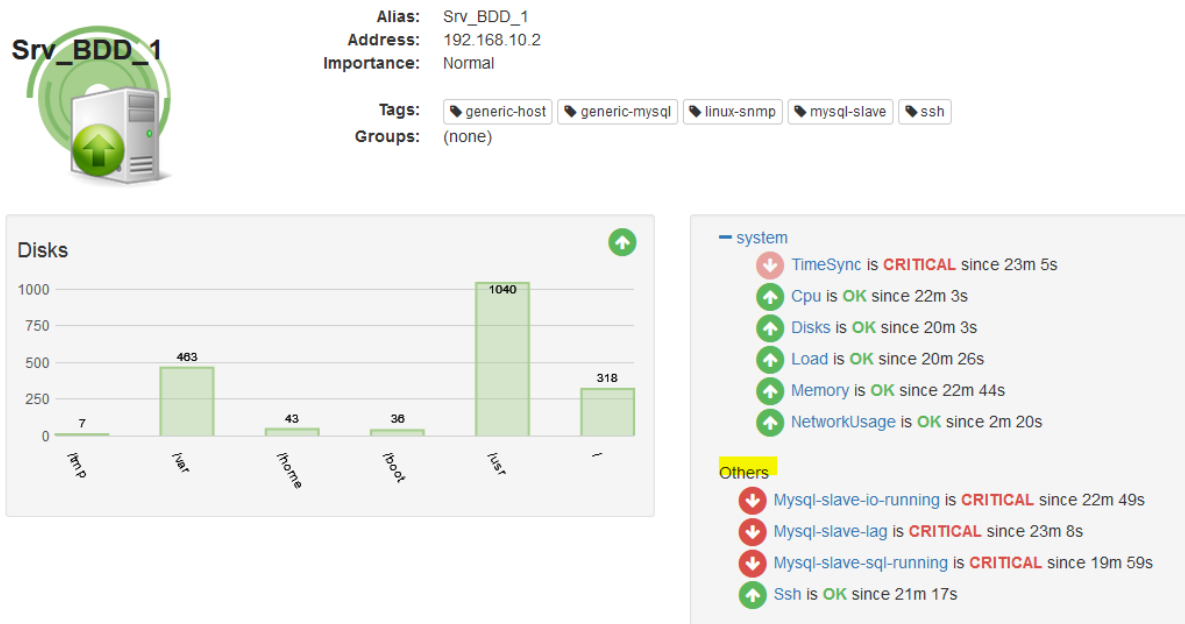 Srv_BDD_1
Alias: Srv_BDD_1
Address: 192.168.10.2
Importance: Normal
Tags: generic-host generic-mysql linux-snmp mysql-slave ssh
Groups: (none)
Disks
1000
750
500
250
0
7
463
43
36
1040
318
/tmp
/var
/home
/boot
/usr
/
system
TimeSync is CRITICAL since 23m 5s
Cpu is OK since 22m 3s
Disks is OK since 20m 3s
Load is OK since 20m 26s
Memory is OK since 22m 44s
NetworkUsage is OK since 2m 20s
Others
Mysql-slave-io-running is CRITICAL since 22m 49s
Mysql-slave-lag is CRITICAL since 23m 8s
Mysql-slave-sql-running is CRITICAL since 19m 59s
Ssh is OK since 21m 17s